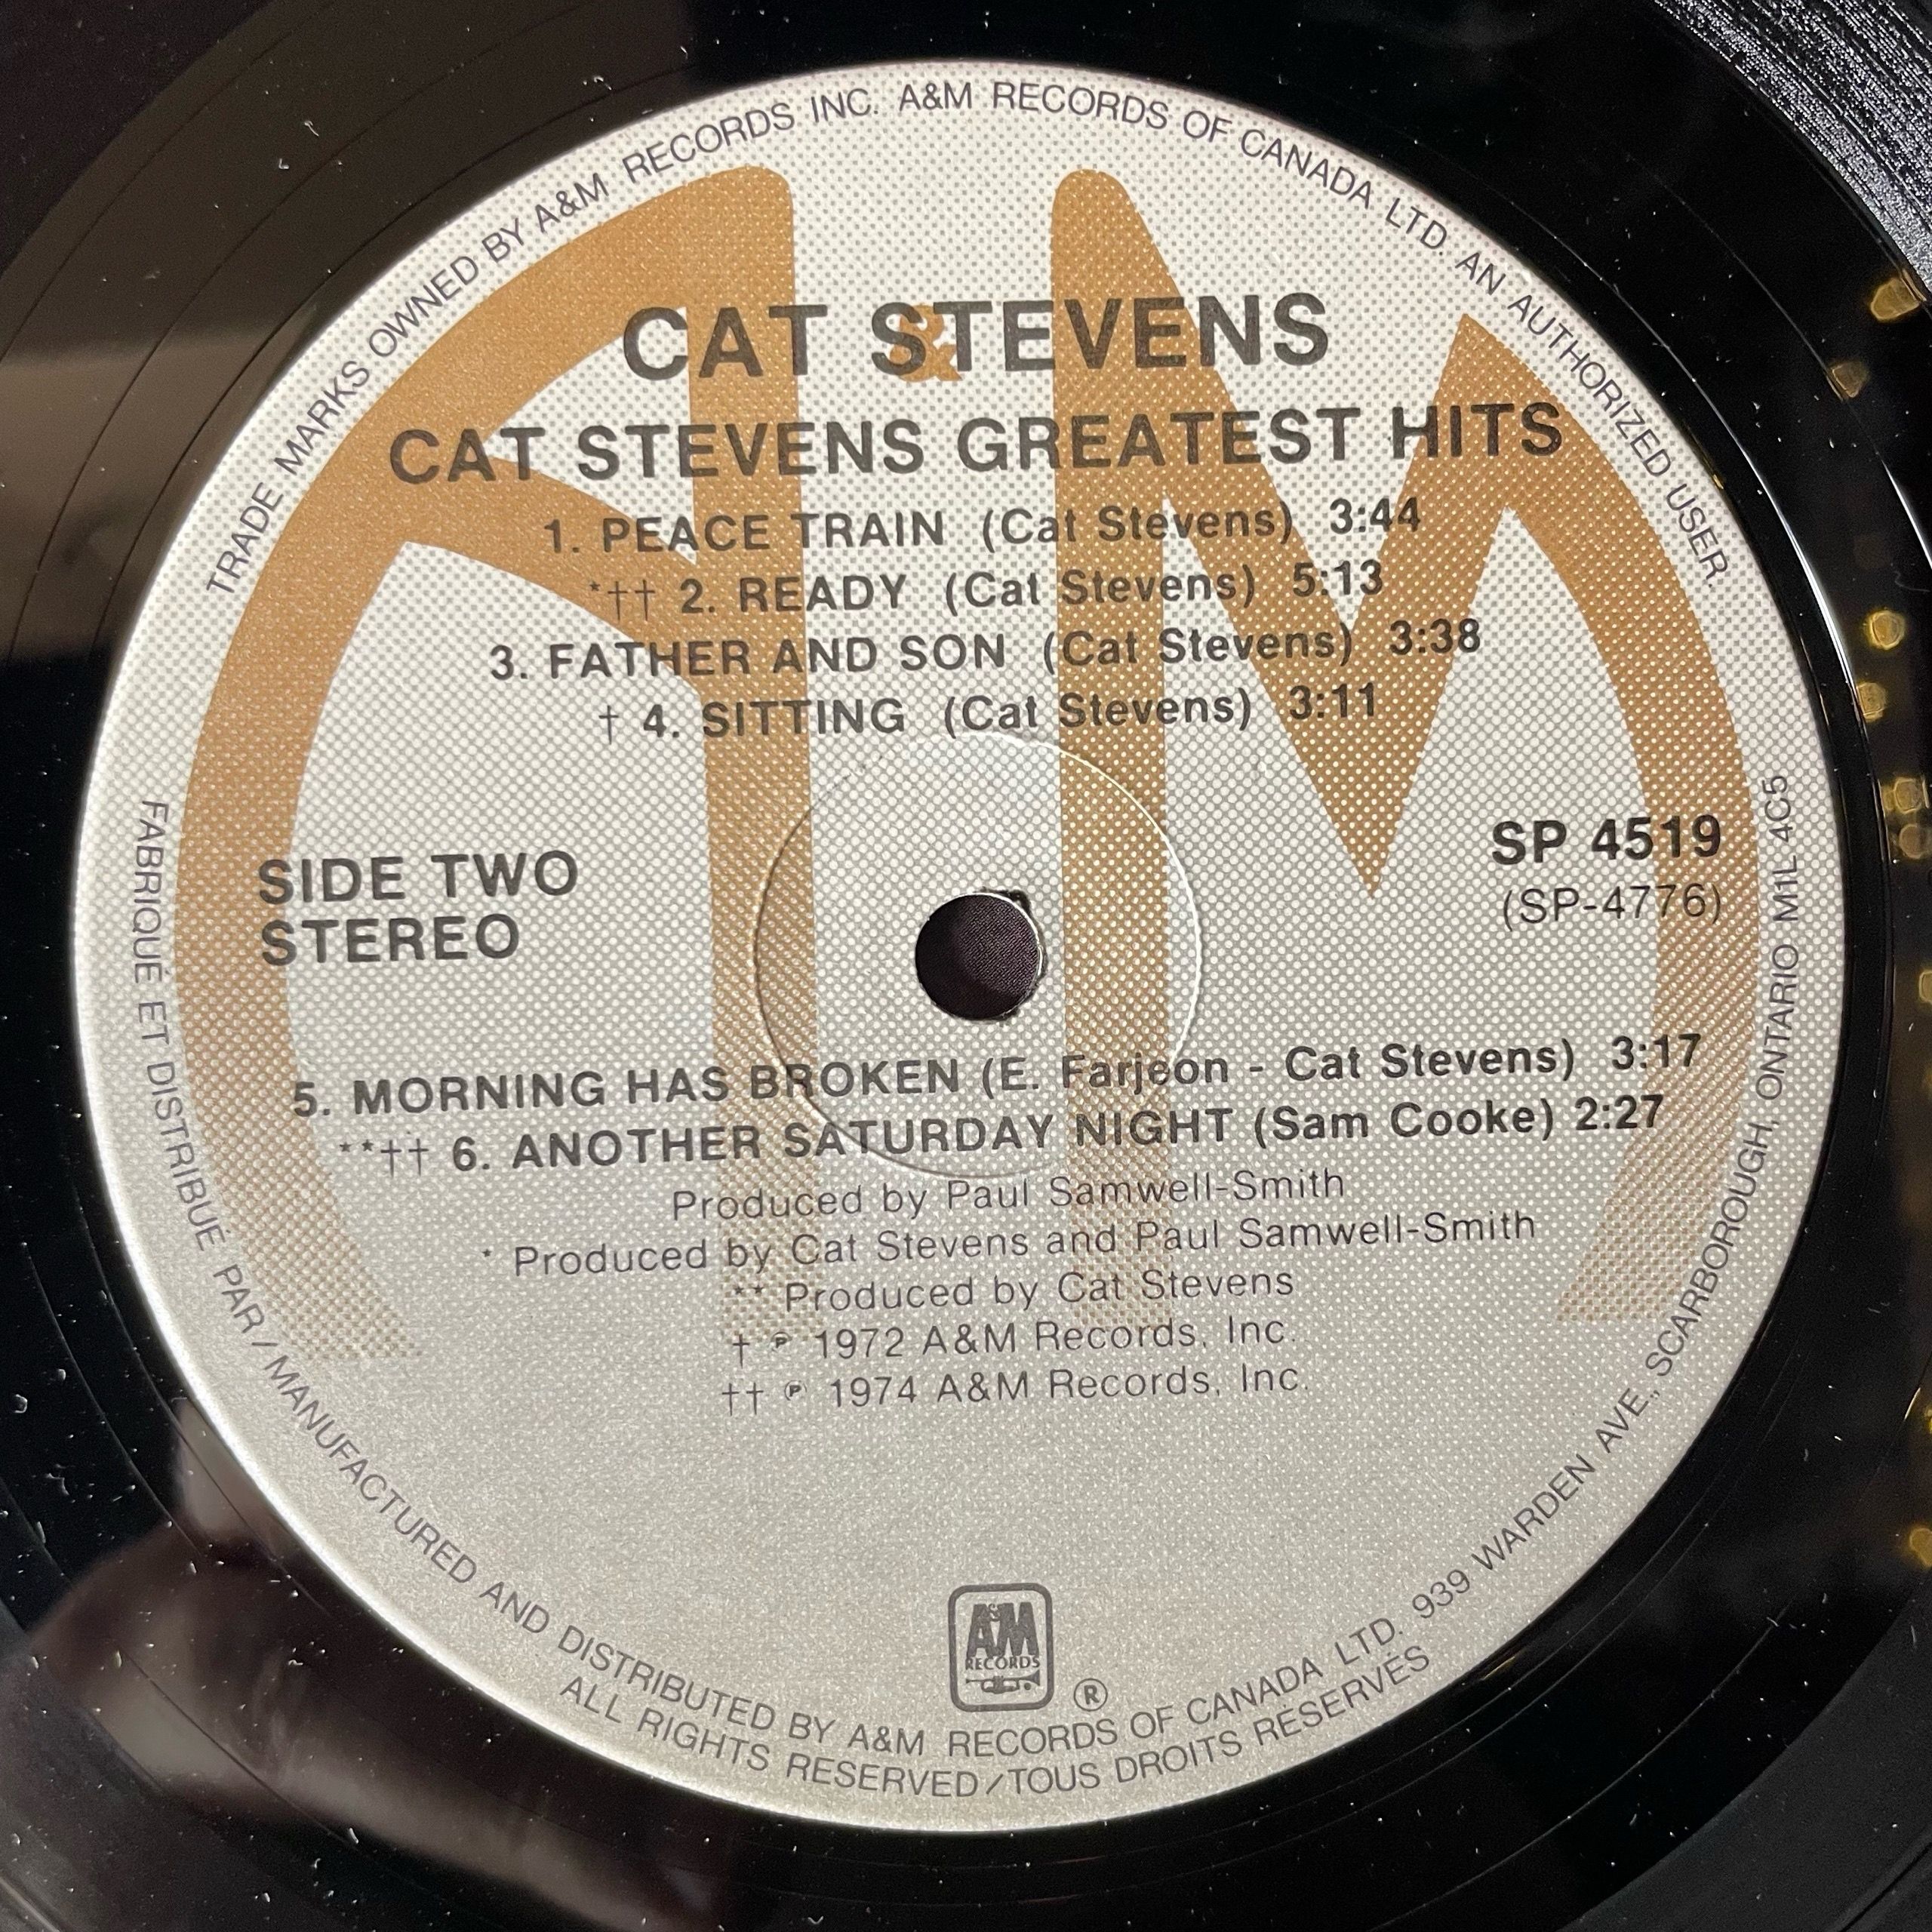 TRADE MARKS OWNED BY A&M RECORDS INC. A&M RECORDS OF CANADA LTD. AN AUTHORIZED USER.
A&M
CAT STEVENS
CAT STEVENS GREATEST HITS
1. PEACE TRAIN (Cat Stevens) 3:44
*†† 2. READY (Cat Stevens) 5:13
3. FATHER AND SON (Cat Stevens) 3:38
† 4. SITTING (Cat Stevens) 3:11
SIDE TWO
STEREO
SP 4519
(SP-4776)
5. MORNING HAS BROKEN (E. Farjeon - Cat Stevens) 3:17
**†† 6. ANOTHER SATURDAY NIGHT (Sam Cooke) 2:27
Produced by Paul Samwell-Smith
* Produced by Cat Stevens and Paul Samwell-Smith
** Produced by Cat Stevens
† ℗ 1972 A&M Records, Inc.
†† ℗ 1974 A&M Records, Inc.
A&M
RECORDS
®
FABRIQUÉ ET DISTRIBUÉ PAR/MANUFACTURED AND DISTRIBUTED BY A&M RECORDS OF CANADA LTD. 939 WARDEN AVE., SCARBOROUGH, ONTARIO M1L 4C5
ALL RIGHTS RESERVED/TOUS DROITS RESERVÉS